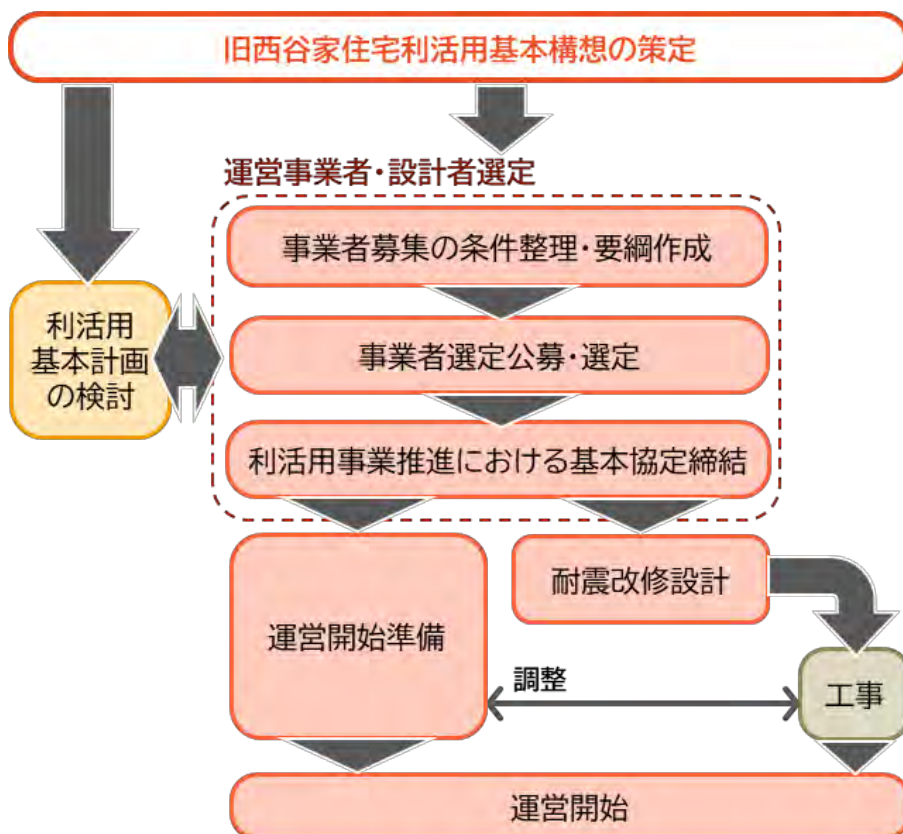 旧西谷家住宅利活用基本構想の策定
運営事業者・設計者選定
事業者募集の条件整理・要綱作成
利活用
基本計画
の検討
事業者選定公募・選定
利活用事業推進における基本協定締結
運営開始準備
耐震改修設計
調整
工事
運営開始